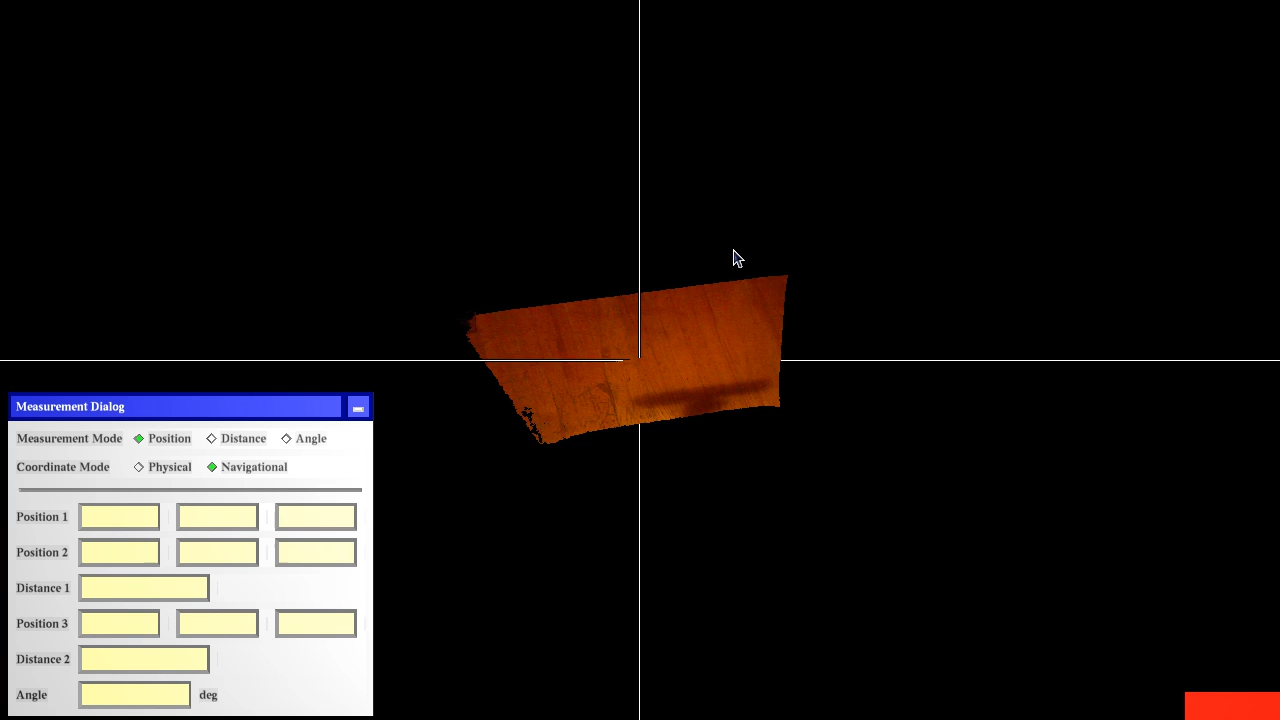 Measurement Dialog
Measurement Mode Position Distance Angle
Coordinate Mode Physical Navigational
Position 1
Position 2
Distance 1
Position 3
Distance 2
Angle deg